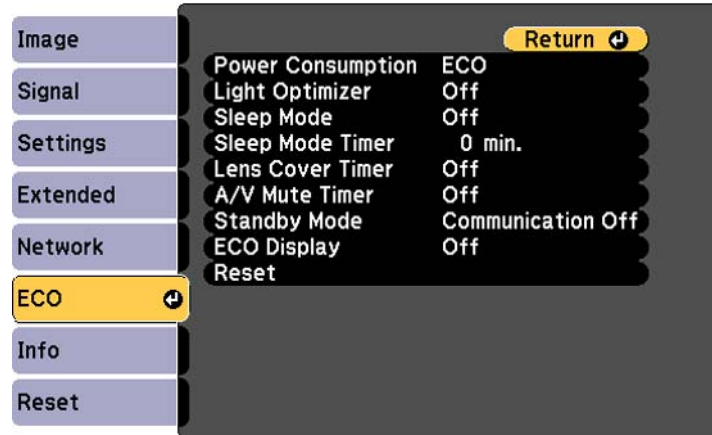 Image
Signal
Settings
Extended
Network
ECO
Info
Reset
Return
Power Consumption ECO
Light Optimizer Off
Sleep Mode Off
Sleep Mode Timer 0 min.
Lens Cover Timer Off
A/V Mute Timer Off
Standby Mode Communication Off
ECO Display Off
Reset